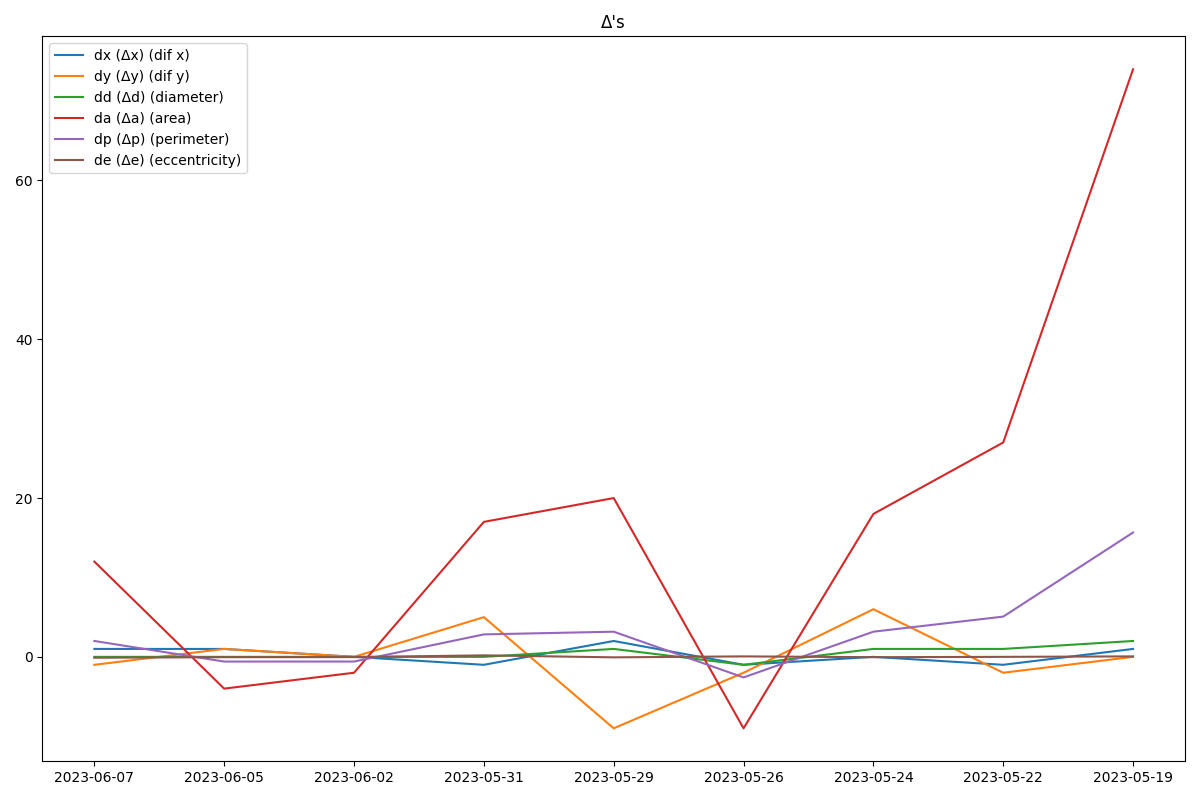 Δ's
dx (Δx) (dif x)
dy (Δy) (dif y)
dd (Δd) (diameter)
da (Δa) (area)
dp (Δp) (perimeter)
de (Δe) (eccentricity)
60
40
20
0
2023-06-07 2023-06-05 2023-06-02 2023-05-31 2023-05-29 2023-05-26 2023-05-24 2023-05-22 2023-05-19